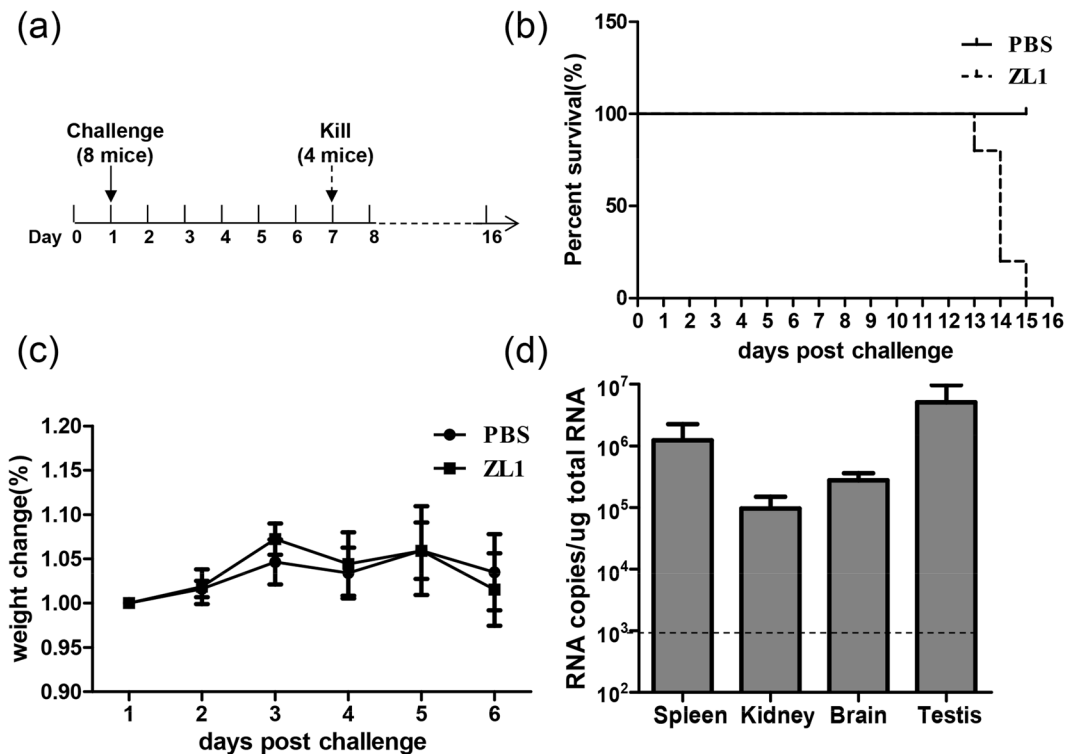 (a)
Challenge
(8 mice)
Kill
(4 mice)
Day 0 1 2 3 4 5 6 7 8 16
(b)
PBS
ZL1
Percent survival(%)
150
100
50
0
0 1 2 3 4 5 6 7 8 9 10 11 12 13 14 15 16
days post challenge
(c)
PBS
ZL1
weight change(%)
1.20
1.15
1.10
1.05
1.00
0.95
0.90
1 2 3 4 5 6
days post challenge
(d)
RNA copies/ug total RNA
10⁷
10⁶
10⁵
10⁴
10³
10²
Spleen Kidney Brain Testis